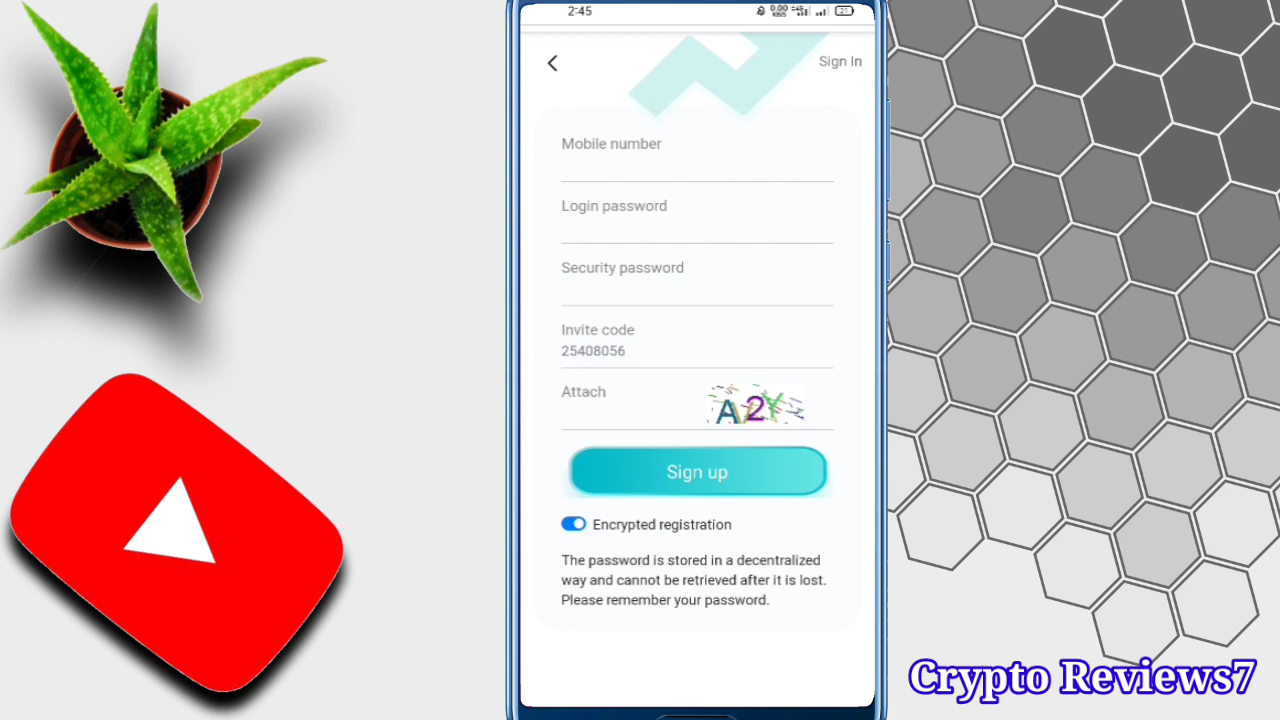 2:45
Sign In
Mobile number
Login password
Security password
Invite code
25408056
Attach
A2Y
Sign up
Encrypted registration
The password is stored in a decentralized
way and cannot be retrieved after it is lost.
Please remember your password.
Crypto Reviews7